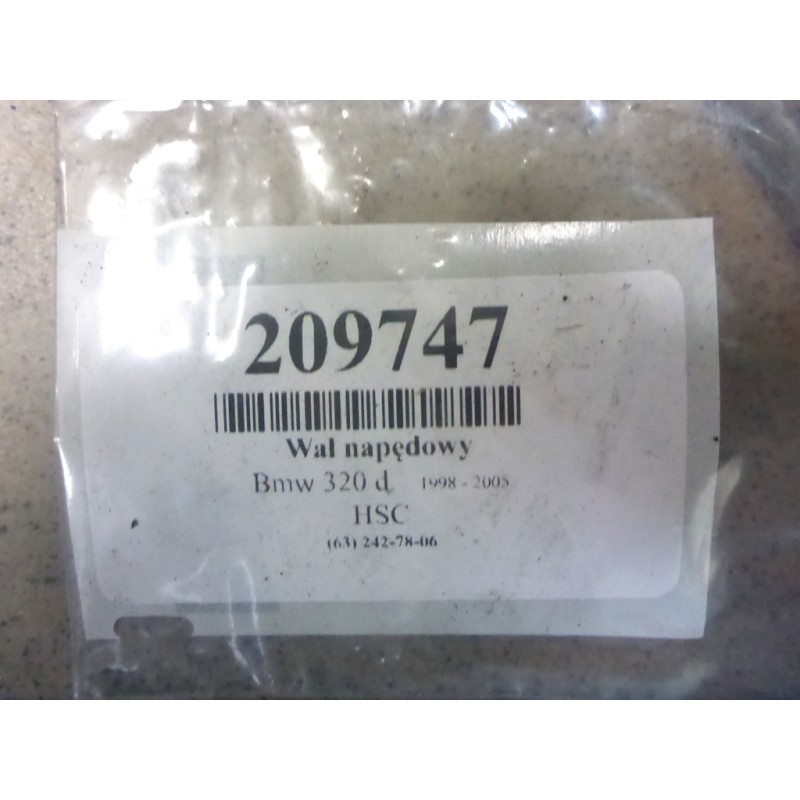 209747
Wał napędowy
Bmw 320 d 1998 - 2005
HSC
(63) 242-78-06